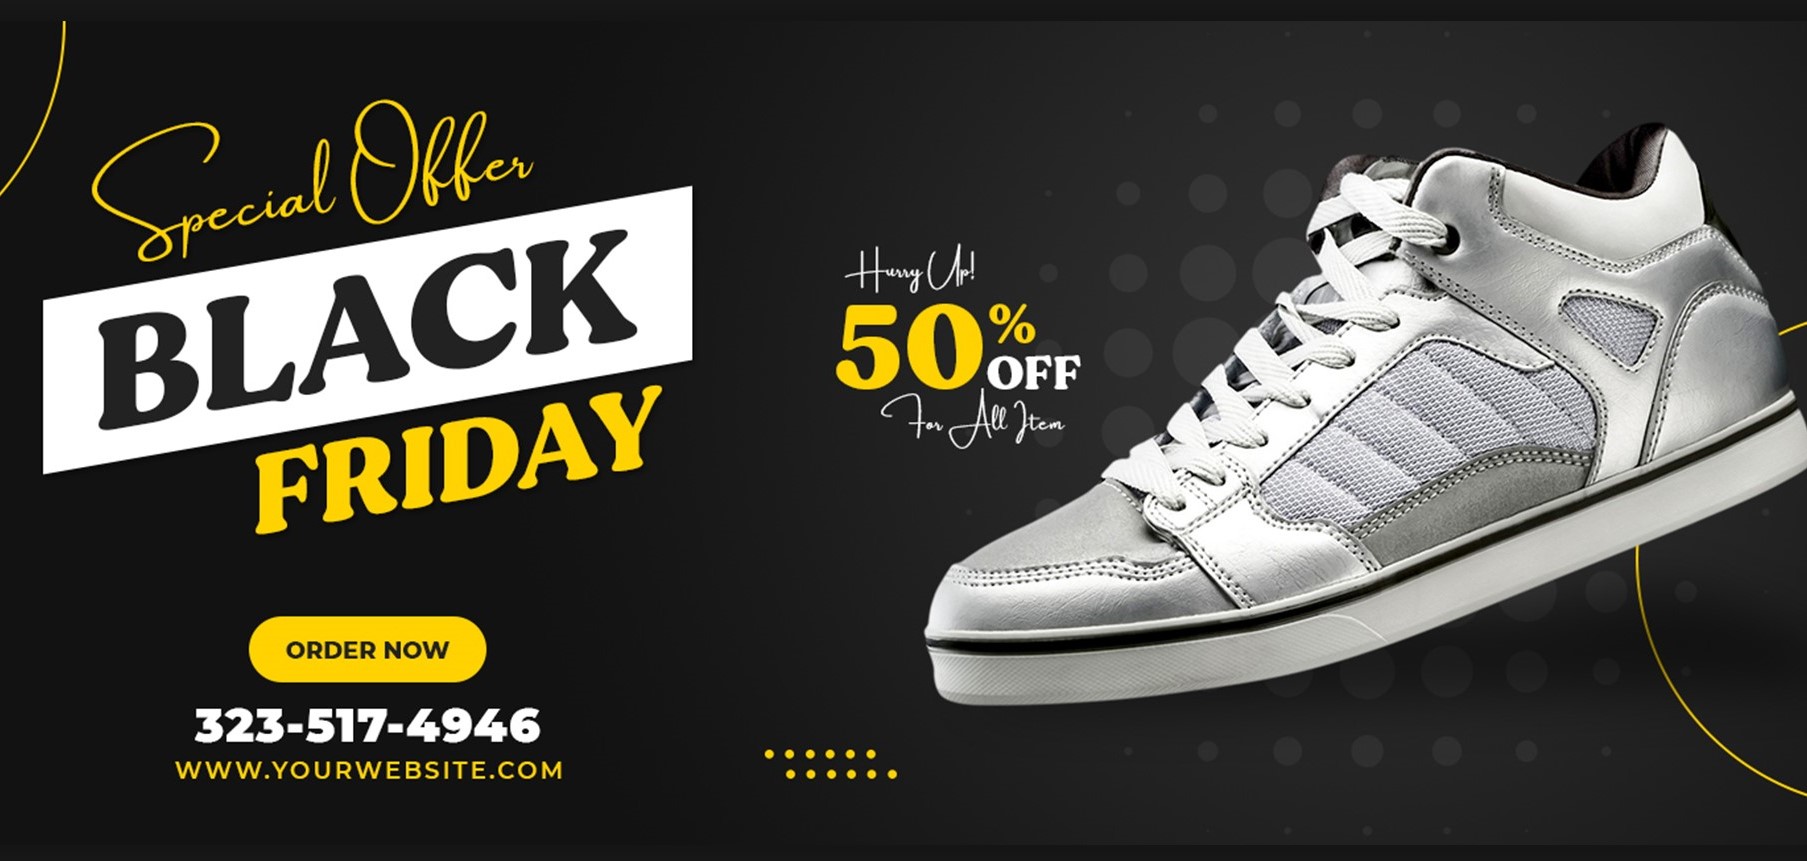 Special Offer
BLACK
FRIDAY
Hurry Up!
50%
OFF
For All Item
ORDER NOW
323-517-4946
WWW.YOURWEBSITE.COM